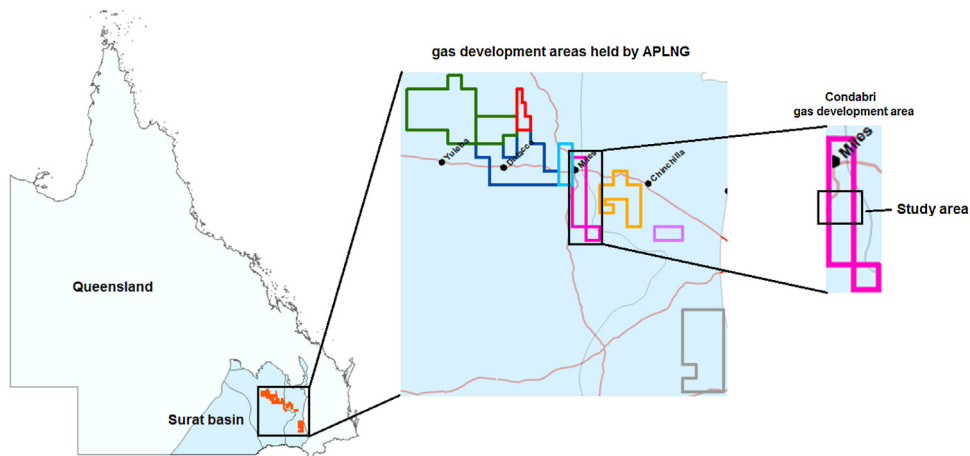 gas development areas held by APLNG
Condabri
gas development area
Miles
Yuleba
Miles
Chinchilla
Study area
Queensland
Surat basin